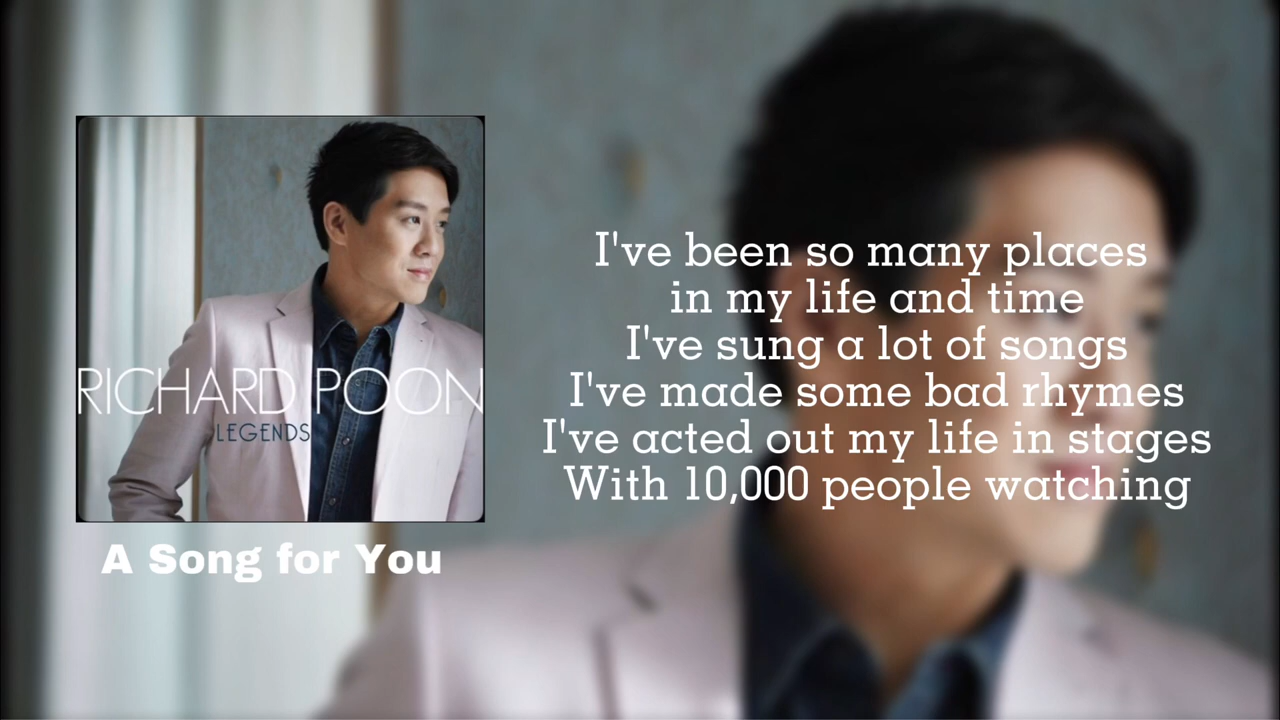 RICHARD POON
LEGENDS
A Song for You
I've been so many places
in my life and time
I've sung a lot of songs
I've made some bad rhymes
I've acted out my life in stages
With 10,000 people watching